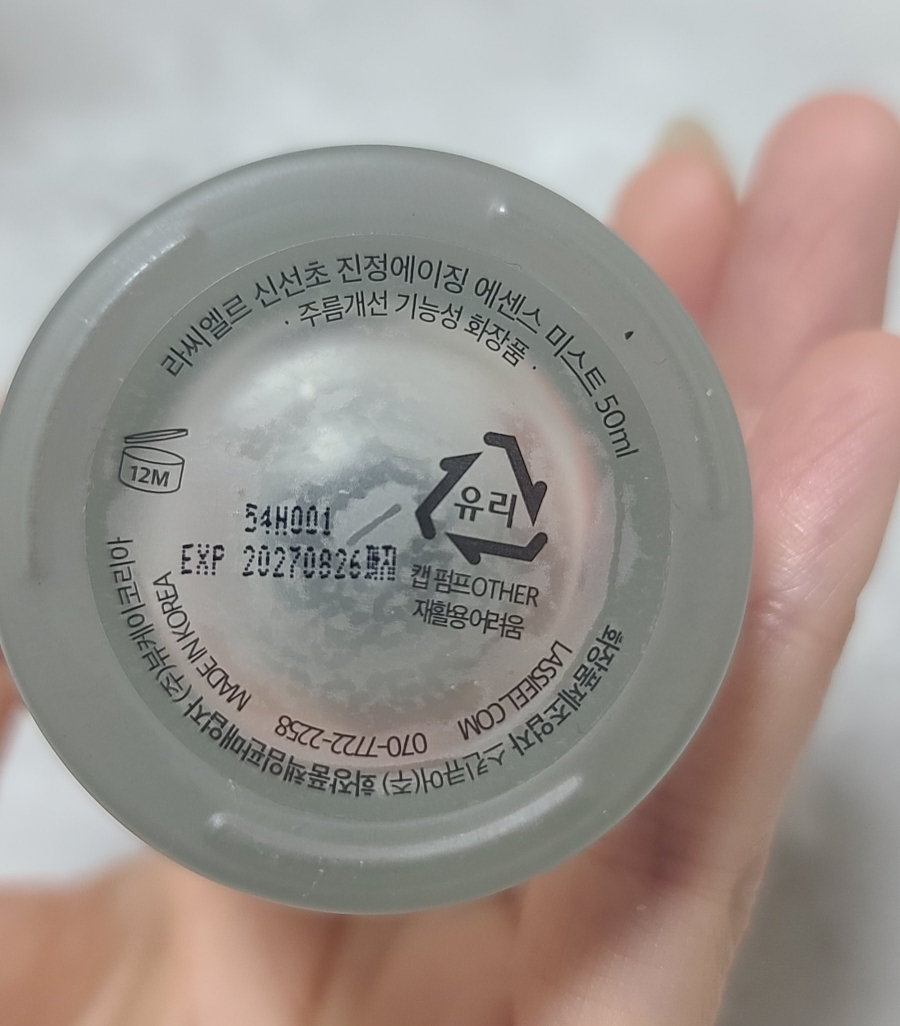 라씨엘르 신선초 진정에이징 에센스 미스트 50ml
· 주름개선 기능성 화장품 ·
12M
54H001
EXP 20270826까지
유리
캡 펌프OTHER
재활용어려움
화장품제조업자 스킨큐어(주) 화장품책임판매업자 (주)뷰케이코리아
LASSIEEL.COM 070-7722-2258 MADE IN KOREA